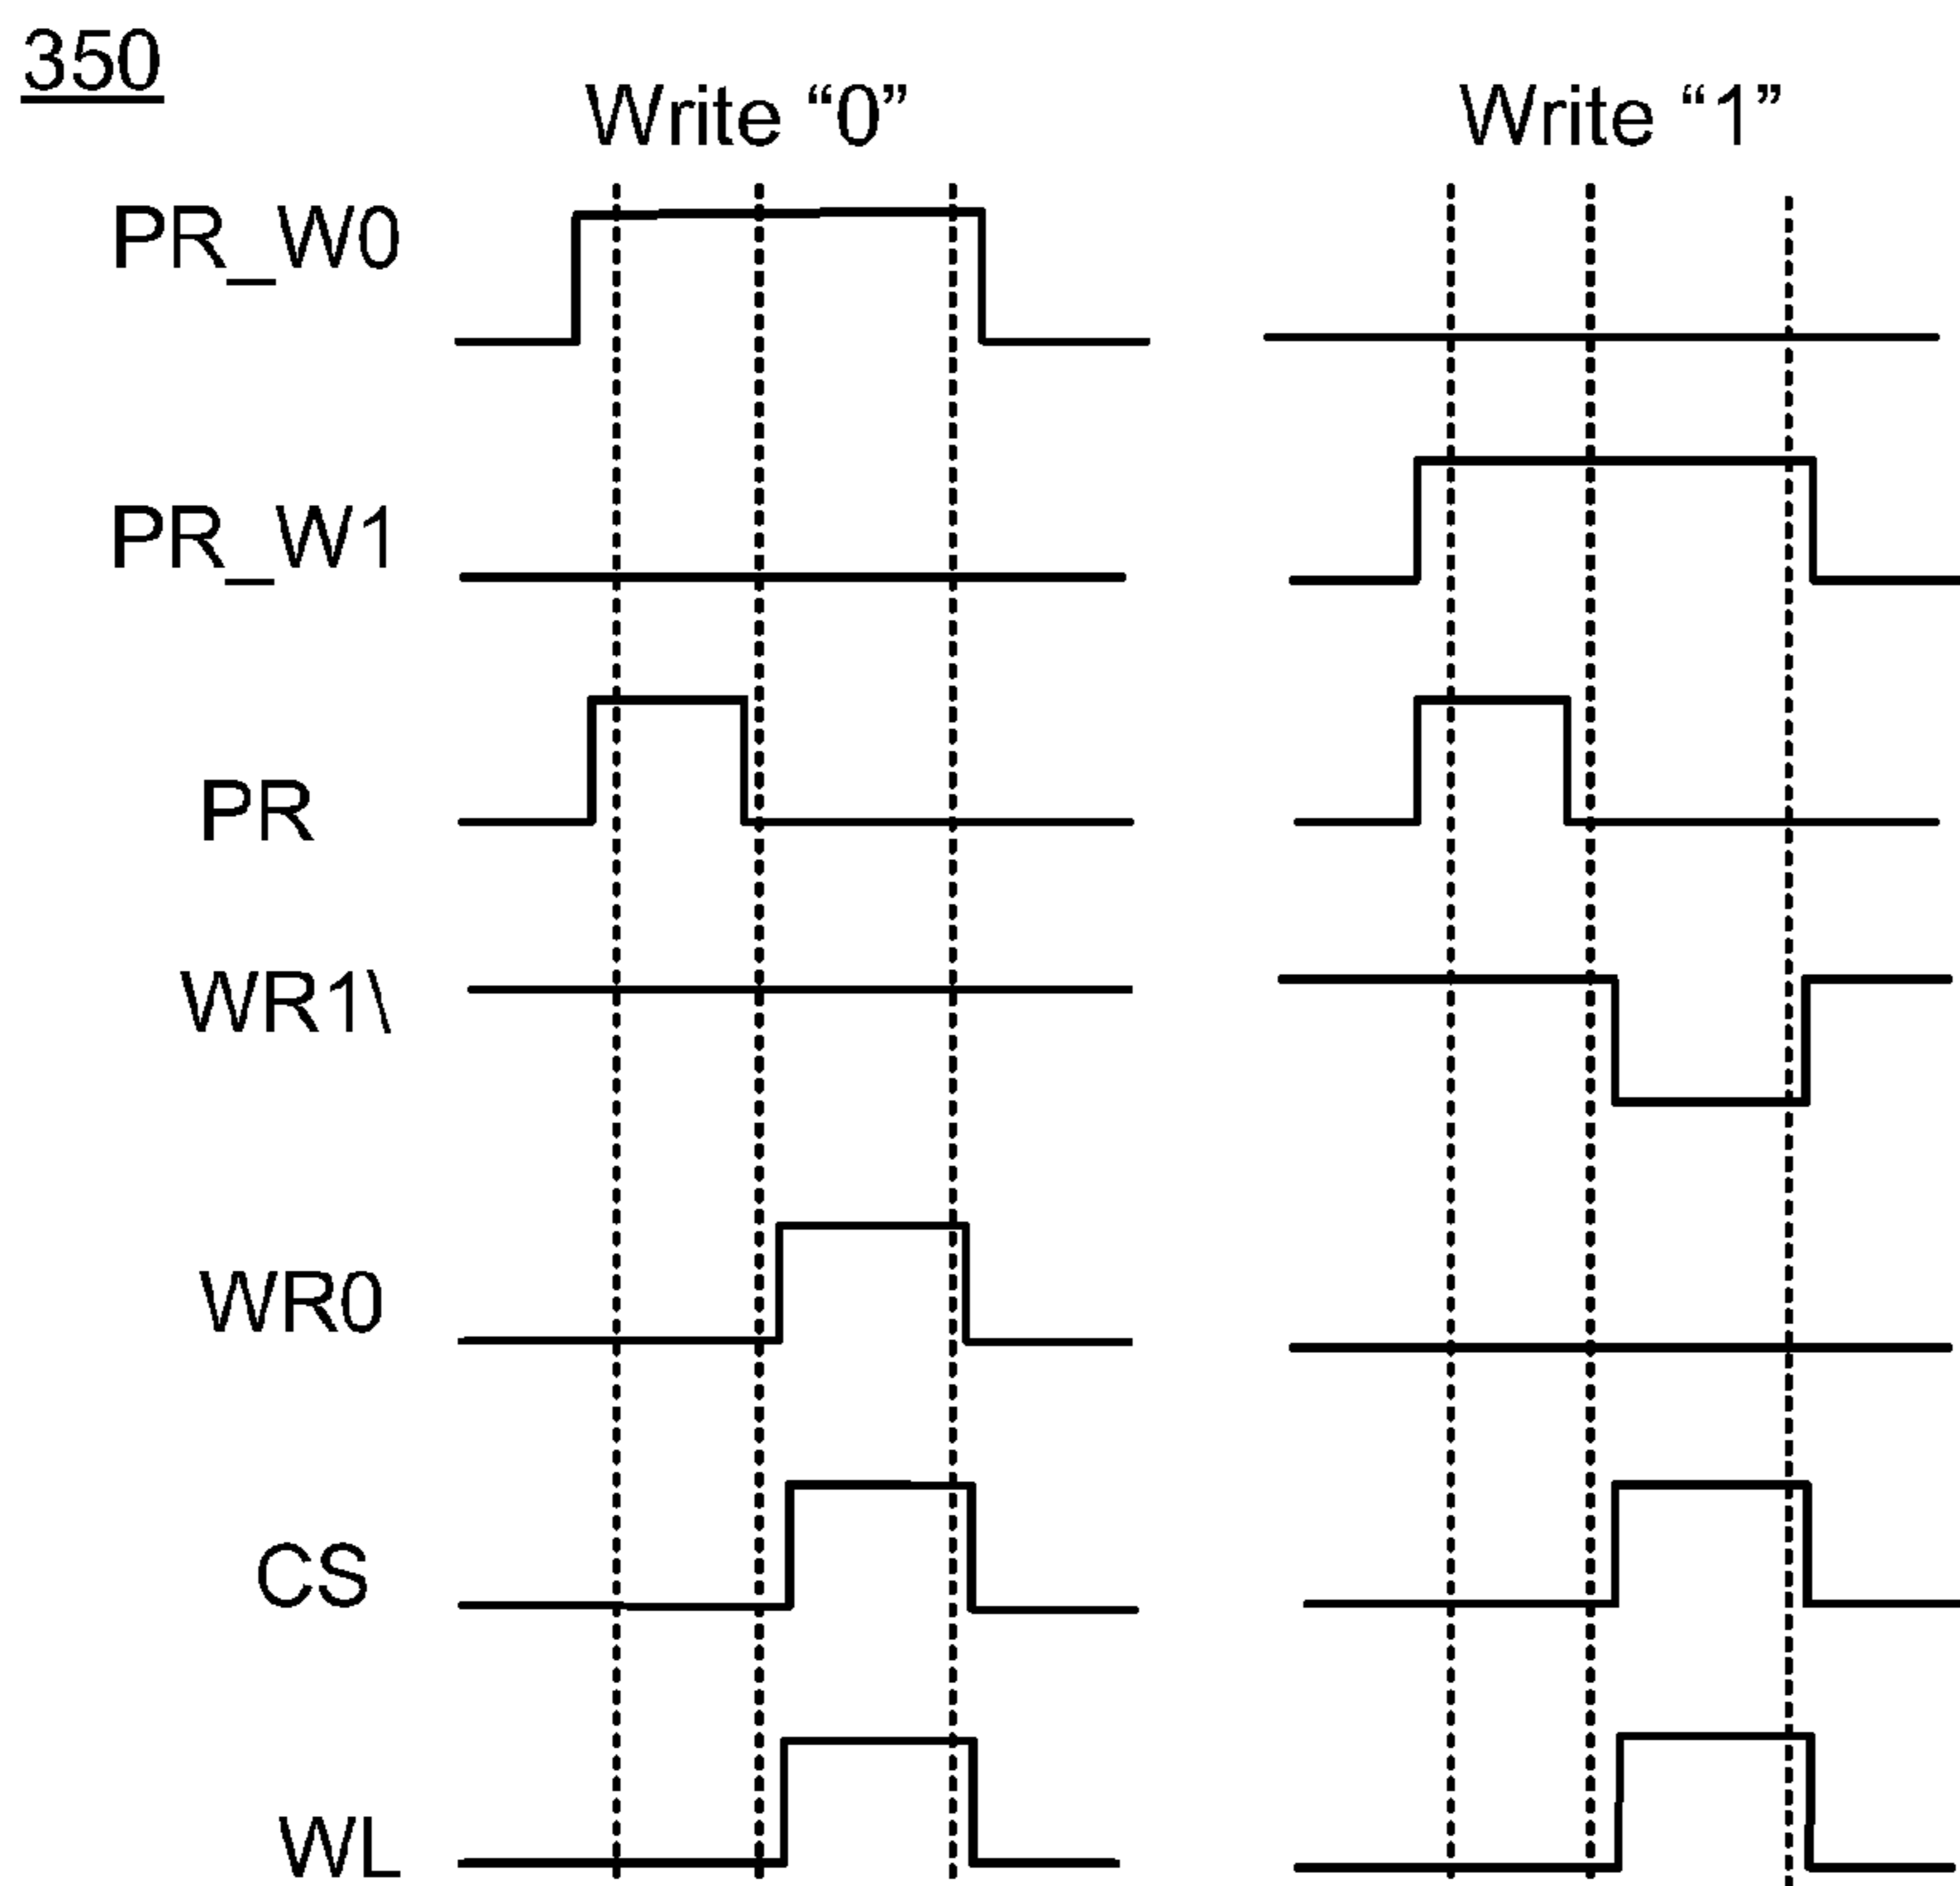 350
Write “0”
Write “1”
PR_W0
PR_W1
PR
WR1\
WR0
CS
WL